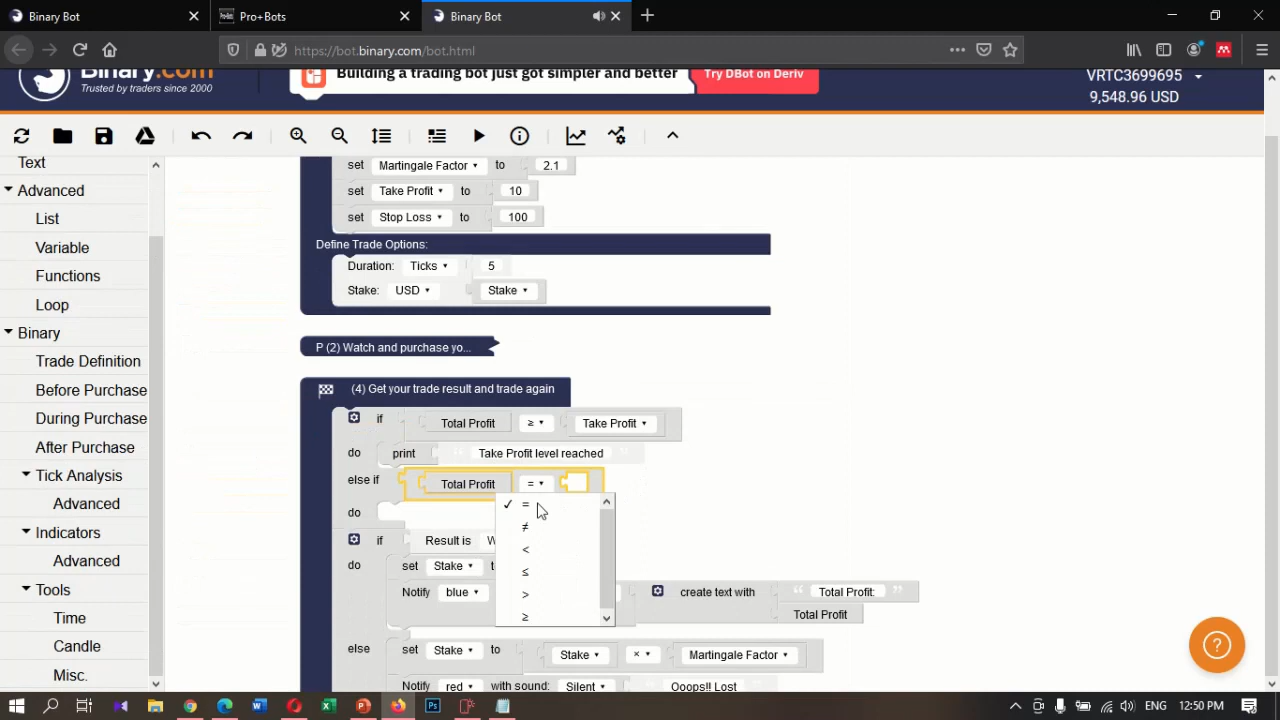 Binary Bot
Pro+Bots
Binary Bot
https://bot.binary.com/bot.html
Binary.com
Trusted by traders since 2000
Building a trading bot just got simpler and better
Try DBot on Deriv
VRTC3699695
9,548.96 USD
Text
Advanced
List
Variable
Functions
Loop
Binary
Trade Definition
Before Purchase
During Purchase
After Purchase
Tick Analysis
Advanced
Indicators
Advanced
Tools
Time
Candle
Misc.
set Martingale Factor to 2.1
set Take Profit to 10
set Stop Loss to 100
Define Trade Options:
Duration: Ticks 5
Stake: USD Stake
P (2) Watch and purchase yo...
(4) Get your trade result and trade again
if Total Profit ≥ Take Profit
do print “ Take Profit level reached ”
else if Total Profit =
do
=
≠
<
≤
>
≥
if Result is W
do set Stake t
Notify blue create text with “ Total Profit: ”
Total Profit
else set Stake to Stake × Martingale Factor
Notify red with sound: Silent Ooops!! Lost
ENG 12:50 PM